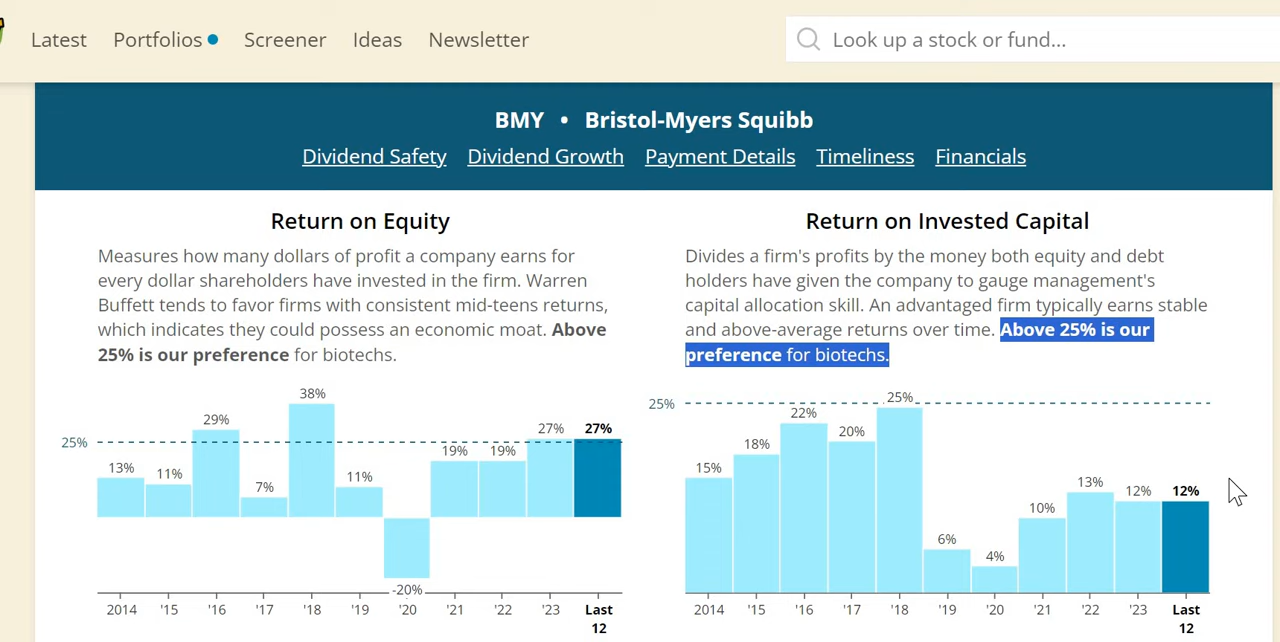 Latest Portfolios Screener Ideas Newsletter
Look up a stock or fund...
BMY • Bristol-Myers Squibb
Dividend Safety Dividend Growth Payment Details Timeliness Financials
Return on Equity
Measures how many dollars of profit a company earns for
every dollar shareholders have invested in the firm. Warren
Buffett tends to favor firms with consistent mid-teens returns,
which indicates they could possess an economic moat. Above
25% is our preference for biotechs.
25%
13% 11% 29% 7% 38% 11% -20% 19% 19% 27% 27%
2014 '15 '16 '17 '18 '19 '20 '21 '22 '23 Last
12
Return on Invested Capital
Divides a firm's profits by the money both equity and debt
holders have given the company to gauge management's
capital allocation skill. An advantaged firm typically earns stable
and above-average returns over time. Above 25% is our
preference for biotechs.
25%
15% 18% 22% 20% 25% 6% 4% 10% 13% 12% 12%
2014 '15 '16 '17 '18 '19 '20 '21 '22 '23 Last
12